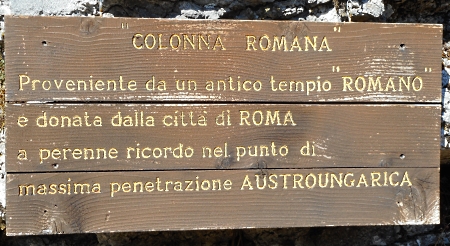 "COLONNA ROMANA"
Proveniente da un antico tempio "ROMANO"
e donata dalla città di ROMA
a perenne ricordo nel punto di
massima penetrazione AUSTROUNGARICA